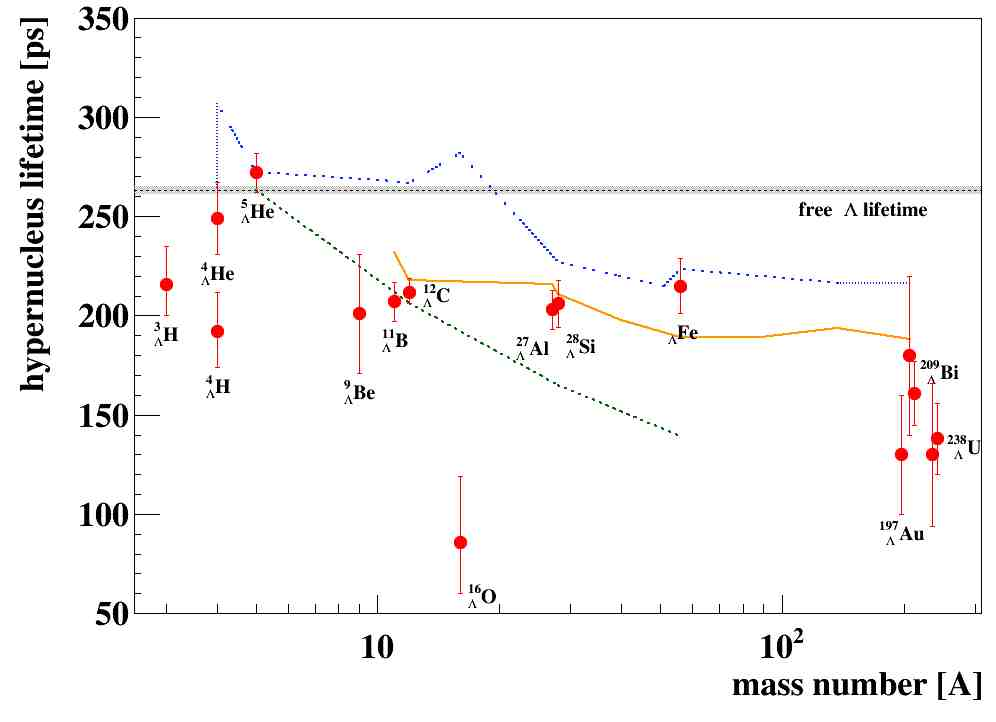 hypernucleus lifetime [ps]
350
300
250
200
150
100
50
free Λ lifetime
⁵ΛHe
⁴ΛHe
³ΛH
⁴ΛH
⁹ΛBe
¹¹ΛB
¹²ΛC
¹⁶ΛO
²⁷ΛAl
²⁸ΛSi
ΛFe
²⁰⁹ΛBi
²³⁸ΛU
¹⁹⁷ΛAu
10
10²
mass number [A]